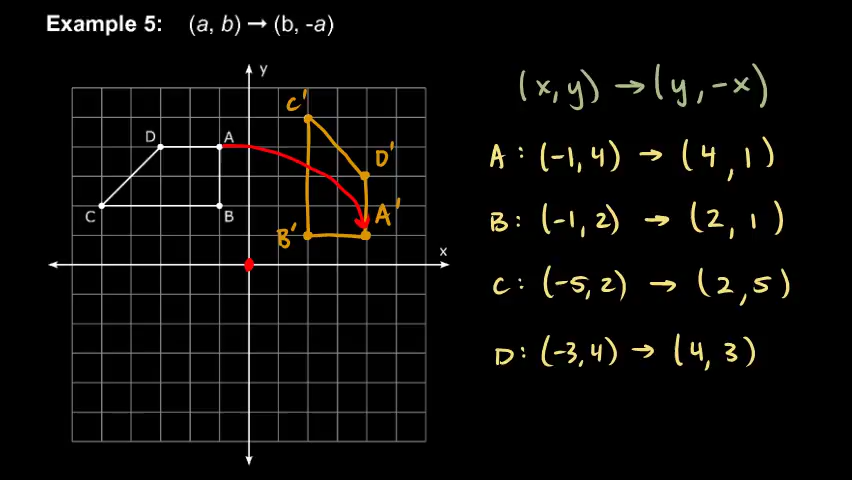 Example 5: (a, b) → (b, -a)
y
(x, y) → (y, -x)
C'
D A
D'
A: (-1, 4) → (4, 1)
A'
C B
B'
B: (-1, 2) → (2, 1)
x
C: (-5, 2) → (2, 5)
D: (-3, 4) → (4, 3)